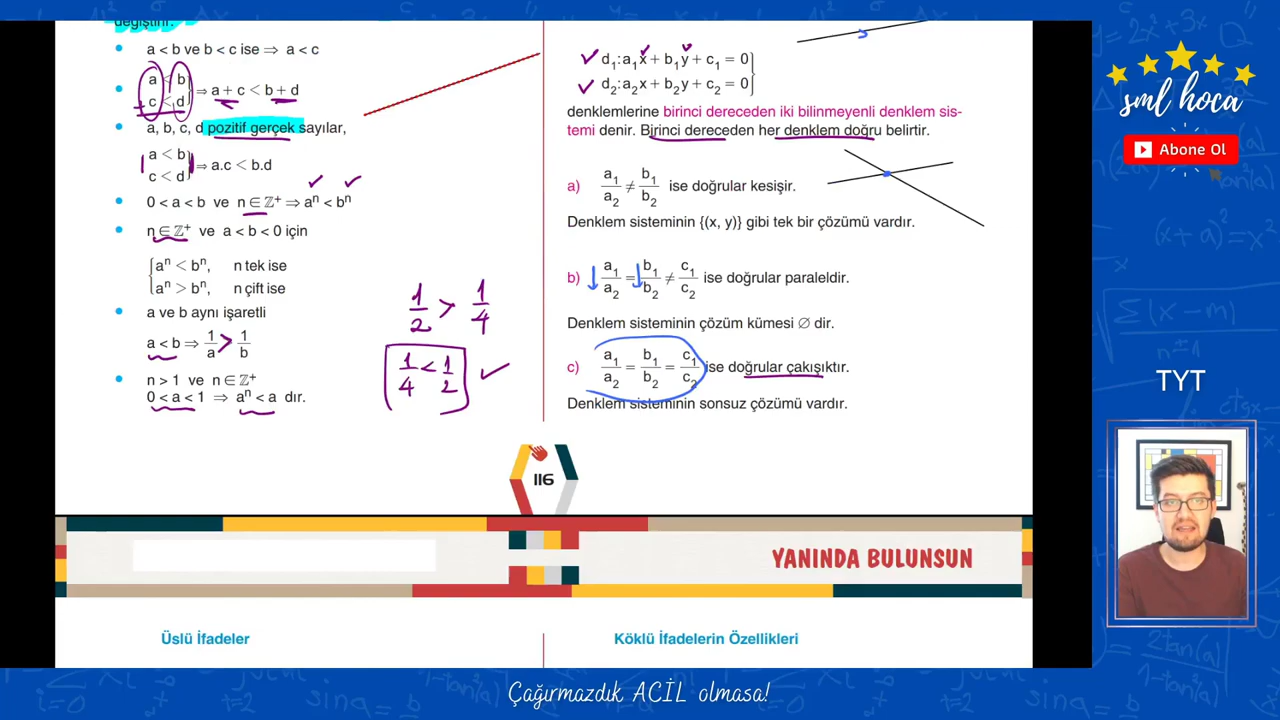 değiştirir.
• a < b ve b < c ise ⇒ a < c
a < b
+ c < d } ⇒ a + c < b + d
• a, b, c, d pozitif gerçek sayılar,
a < b
c < d } ⇒ a.c < b.d
• 0 < a < b ve n ∈ ℤ⁺ ⇒ aⁿ < bⁿ
• n ∈ ℤ⁺ ve a < b < 0 için
{ aⁿ < bⁿ, n tek ise
aⁿ > bⁿ, n çift ise
• a ve b aynı işaretli
a < b ⇒ 1/a > 1/b
• n > 1 ve n ∈ ℤ⁺
0 < a < 1 ⇒ aⁿ < a dır.
1/2 > 1/4
1/4 < 1/2
d₁: a₁x + b₁y + c₁ = 0
d₂: a₂x + b₂y + c₂ = 0 }
denklemlerine birinci dereceden iki bilinmeyenli denklem sis-
temi denir. Birinci dereceden her denklem doğru belirtir.
a) a₁/a₂ ≠ b₁/b₂ ise doğrular kesişir.
Denklem sisteminin {(x, y)} gibi tek bir çözümü vardır.
b) a₁/a₂ = b₁/b₂ ≠ c₁/c₂ ise doğrular paraleldir.
Denklem sisteminin çözüm kümesi ∅ dir.
c) a₁/a₂ = b₁/b₂ = c₁/c₂ ise doğrular çakışıktır.
Denklem sisteminin sonsuz çözümü vardır.
116
YANINDA BULUNSUN
Üslü İfadeler
Köklü İfadelerin Özellikleri
sml hoca
Abone Ol
TYT
Çağırmazdık ACİL olmasa!